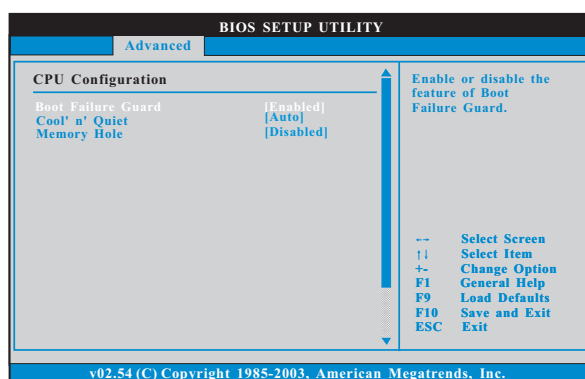 BIOS SETUP UTILITY
Advanced
CPU Configuration
Boot Failure Guard [Enabled]
Cool' n' Quiet [Auto]
Memory Hole [Disabled]
Enable or disable the
feature of Boot
Failure Guard.
←→ Select Screen
↑↓ Select Item
+- Change Option
F1 General Help
F9 Load Defaults
F10 Save and Exit
ESC Exit
v02.54 (C) Copyright 1985-2003, American Megatrends, Inc.